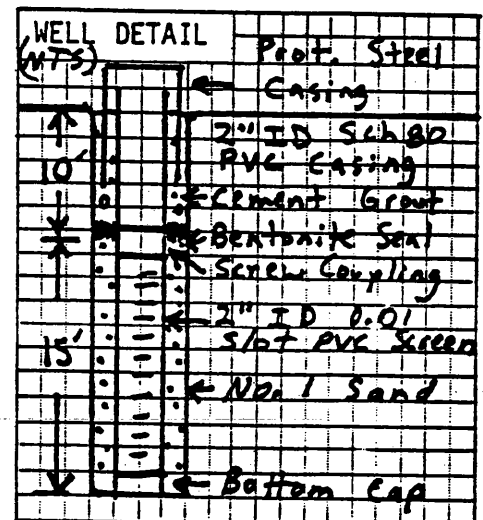 WELL DETAIL
(NTS)
Prot. Steel
Casing
2" ID Sch 80
PVC Casing
10'
Cement Grout
Bentonite Seal
Screw Coupling
2" ID 0.01
Slot PVC Screen
15'
No. 1 Sand
Bottom Cap